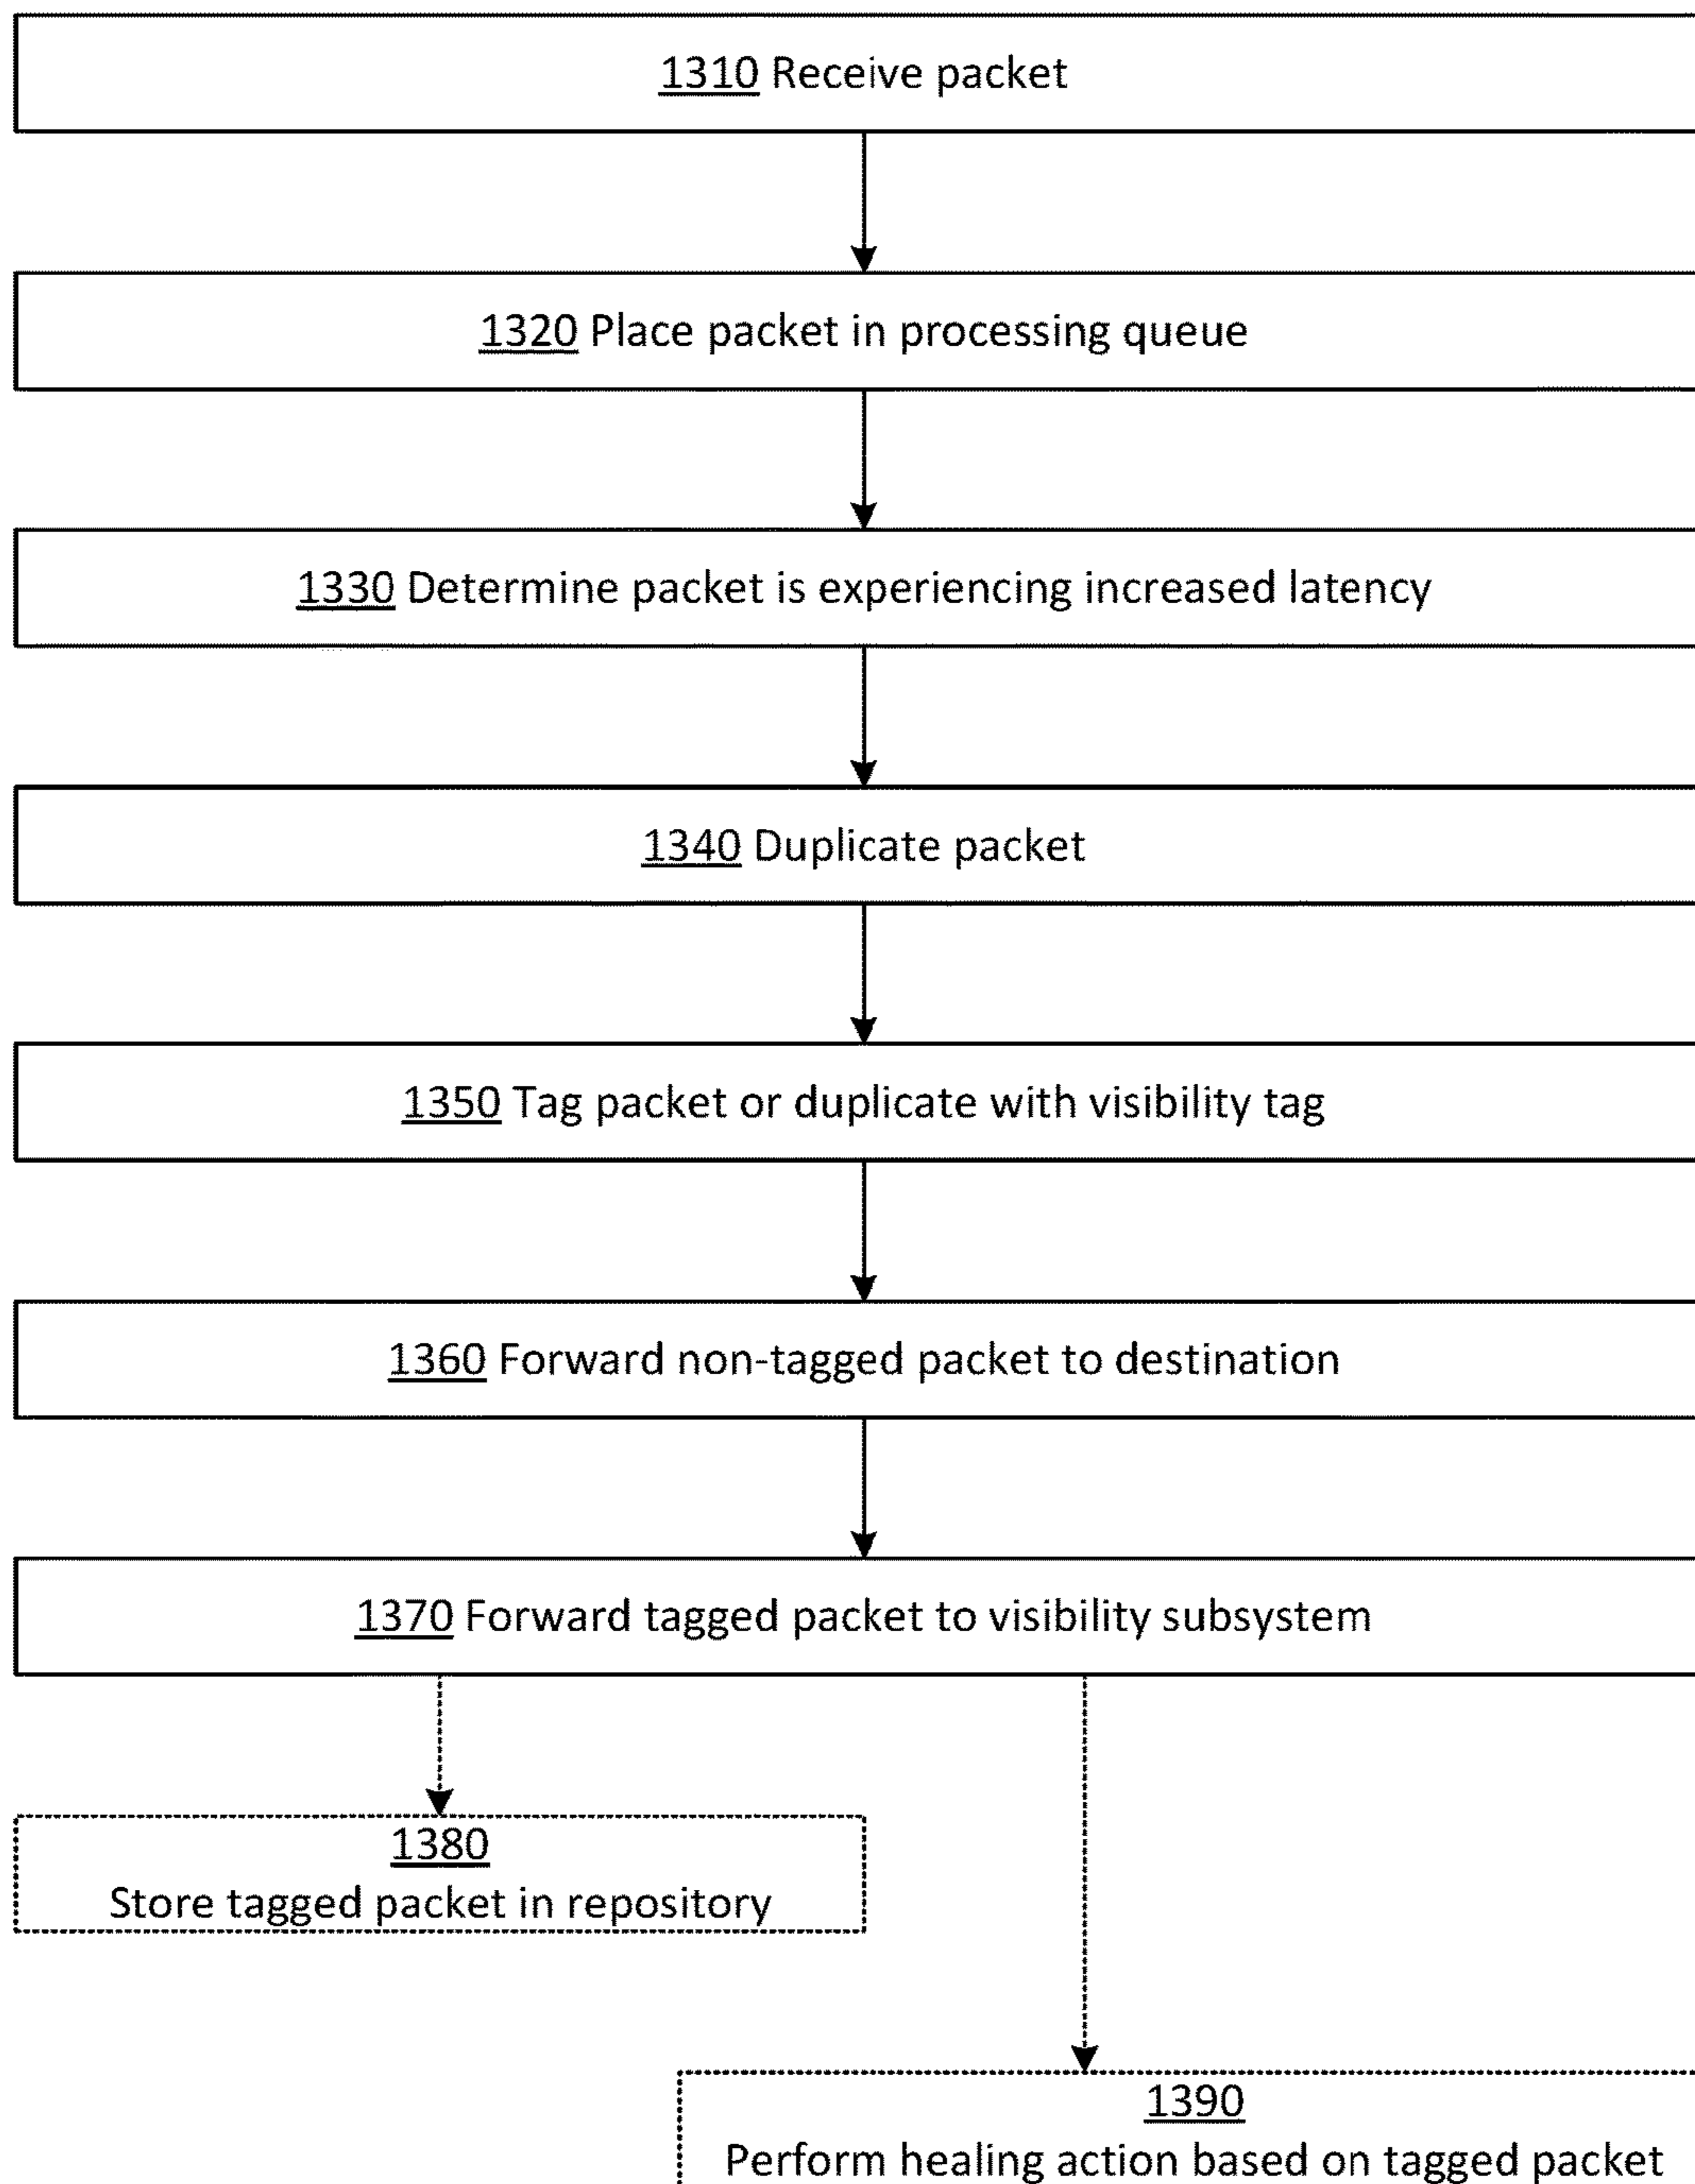 1310 Receive packet
1320 Place packet in processing queue
1330 Determine packet is experiencing increased latency
1340 Duplicate packet
1350 Tag packet or duplicate with visibility tag
1360 Forward non-tagged packet to destination
1370 Forward tagged packet to visibility subsystem
1380
Store tagged packet in repository
1390
Perform healing action based on tagged packet